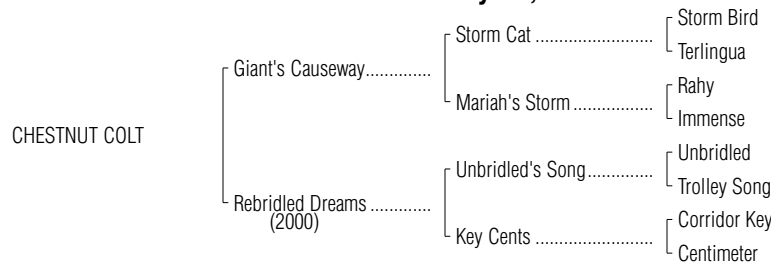 Storm Bird
Storm Cat ....................
Terlingua
Giant's Causeway..............
Rahy
Mariah's Storm .................
Immense
CHESTNUT COLT
Unbridled
Unbridled's Song..............
Trolley Song
Rebridled Dreams .............
(2000)
Corridor Key
Key Cents ....................
Centimeter